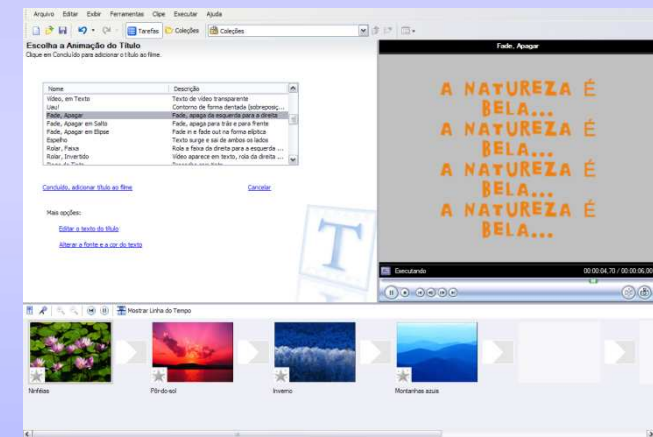 Arquivo Editar Exibir Ferramentas Clipe Executar Ajuda
Tarefas Coleções Coleções
Escolha a Animação do Título
Clique em Concluído para adicionar o título ao filme.
Nome Descrição
Vídeo, em Texto Texto de vídeo transparente
Uau! Contorno de forma dentada (sobreposiç...
Fade, Apagar Fade, apaga da esquerda para a direita
Fade, Apagar em Salto Fade, apaga para trás e para frente
Fade, Apagar em Elipse Fade in e fade out na forma elíptica
Espelho Texto surge e sai de ambos os lados
Rolar, Faixa Rola a faixa da direita para a esquerda ...
Rolar, Invertido Vídeo aparece em texto, rola da direita ...
Concluído, adicionar título ao filme Cancelar
Mais opções:
Editar o texto do título
Alterar a fonte e a cor do texto
T
Fade, Apagar
A NATUREZA É
BELA...
A NATUREZA É
BELA...
A NATUREZA É
BELA...
A NATUREZA É
BELA...
Executando 00:00:04,70 / 00:00:06,00
Mostrar Linha do Tempo
Ninféias Pôr-do-sol Inverno Montanhas azuis